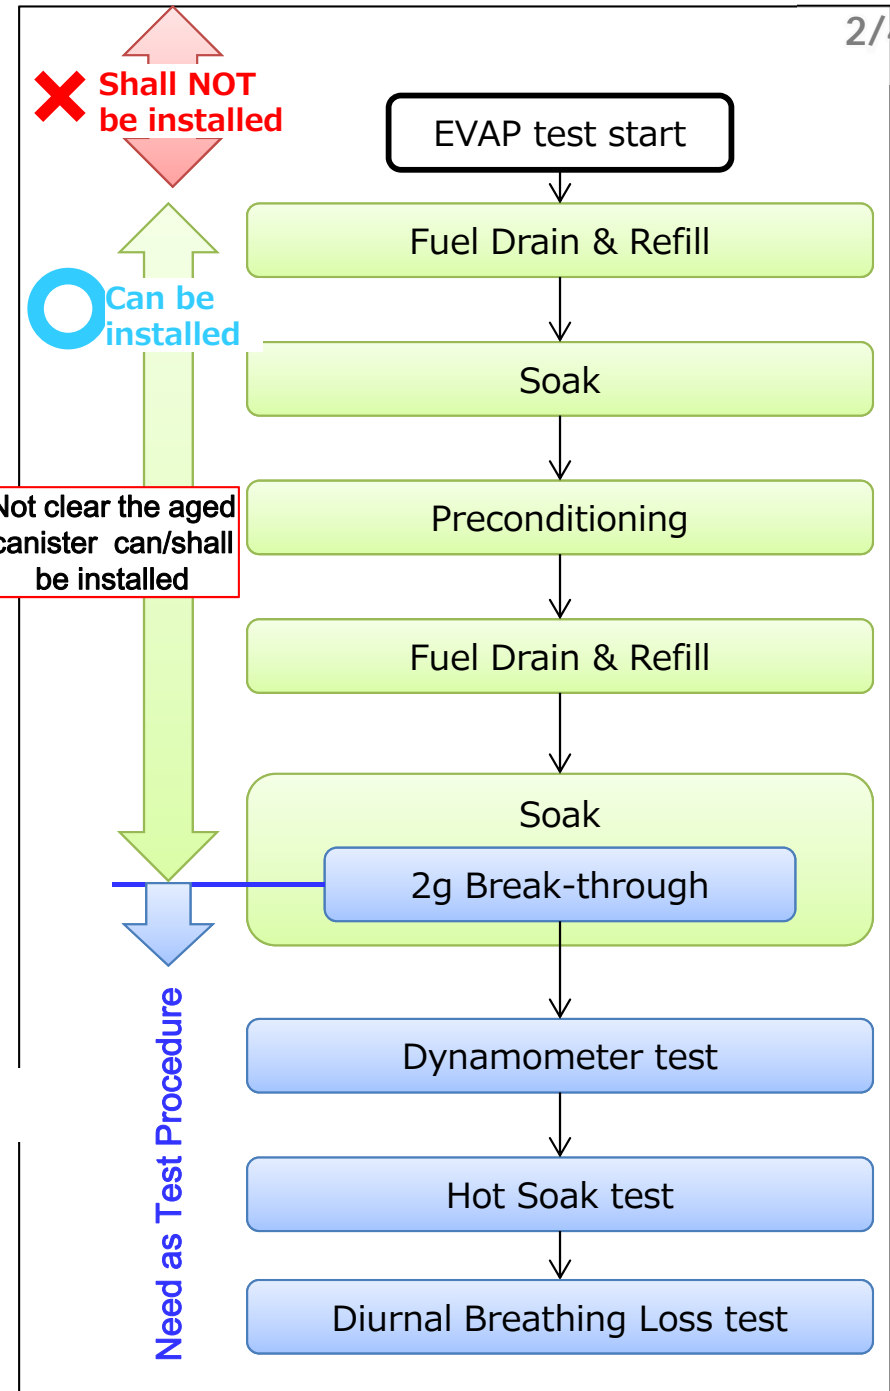 2/4
Shall NOT
be installed
EVAP test start
Fuel Drain & Refill
Can be
installed
Soak
Not clear the aged
canister can/shall
be installed
Preconditioning
Fuel Drain & Refill
Soak
2g Break-through
Need as Test Procedure
Dynamometer test
Hot Soak test
Diurnal Breathing Loss test